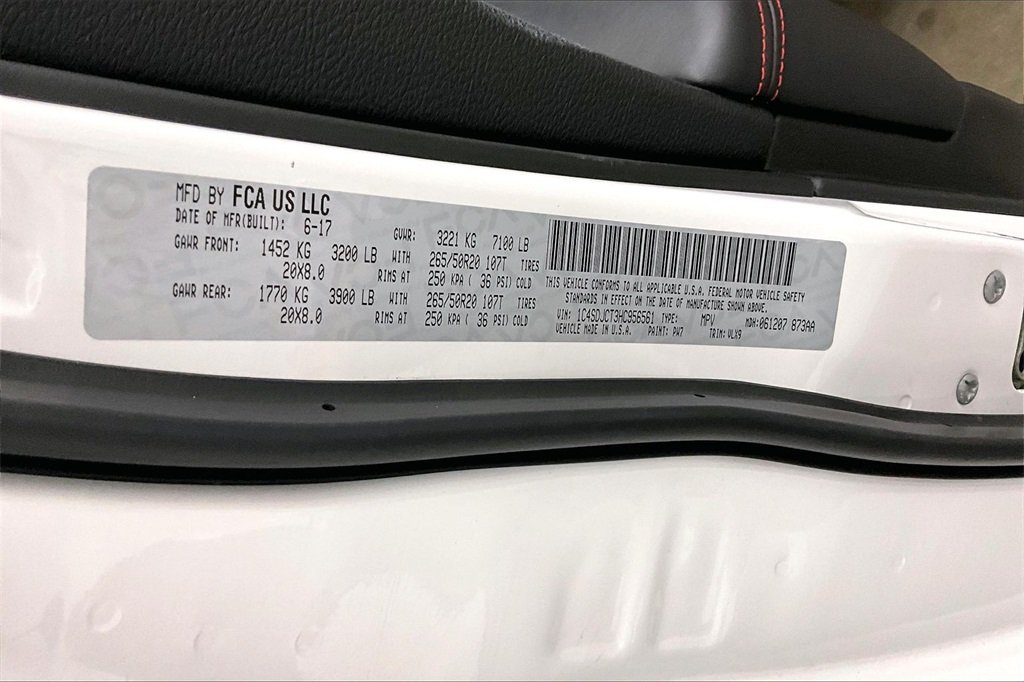 MFD BY FCA US LLC
DATE OF MFR(BUILT): 6-17 GVWR: 3221 KG 7100 LB
GAWR FRONT: 1452 KG 3200 LB WITH 265/50R20 107T TIRES
20X8.0 RIMS AT 250 KPA ( 36 PSI) COLD
GAWR REAR: 1770 KG 3900 LB WITH 265/50R20 107T TIRES
20X8.0 RIMS AT 250 KPA ( 36 PSI) COLD
THIS VEHICLE CONFORMS TO ALL APPLICABLE U.S.A. FEDERAL MOTOR VEHICLE SAFETY
STANDARDS IN EFFECT ON THE DATE OF MANUFACTURE SHOWN ABOVE.
VIN: 1C4SDJCT3HC956561 TYPE: MPV MDH: 061207 873AA
VEHICLE MADE IN U.S.A. PAINT: PW7 TRIM: VLX9